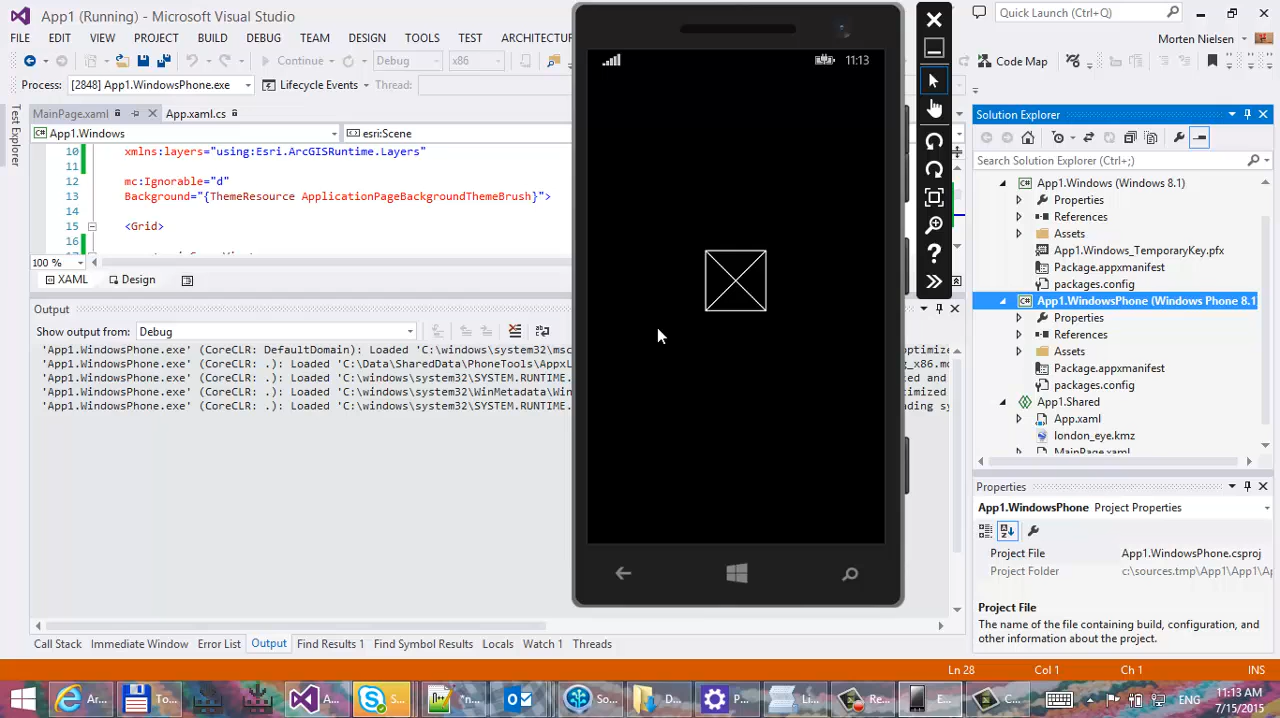 App1 (Running) - Microsoft Visual Studio
Quick Launch (Ctrl+Q)
FILE EDIT VIEW PROJECT BUILD DEBUG TEAM DESIGN TOOLS TEST ARCHITECTUR
Morten Nielsen
Continue Debug x86
Code Map
Process: [2848] App1.WindowsPhone.exe Lifecycle Events Thread:
MainPage.xaml App.xaml.cs
App1.Windows esri:Scene
Test Explorer
10 xmlns:layers="using:Esri.ArcGISRuntime.Layers"
11
12 mc:Ignorable="d"
13 Background="{ThemeResource ApplicationPageBackgroundThemeBrush}">
14
15 <Grid>
16
100 %
XAML Design
Output
Show output from: Debug
'App1.WindowsPhone.exe' (CoreCLR: DefaultDomain): Loaded 'C:\windows\system32\msc
'App1.WindowsPhone.exe' (CoreCLR: .): Loaded 'C:\Data\SharedData\PhoneTools\AppxL
'App1.WindowsPhone.exe' (CoreCLR: .): Loaded 'C:\windows\system32\SYSTEM.RUNTIME.
'App1.WindowsPhone.exe' (CoreCLR: .): Loaded 'C:\windows\system32\WinMetadata\Win
'App1.WindowsPhone.exe' (CoreCLR: .): Loaded 'C:\windows\system32\SYSTEM.RUNTIME.
Call Stack Immediate Window Error List Output Find Results 1 Find Symbol Results Locals Watch 1 Threads
11:13
Solution Explorer
Search Solution Explorer (Ctrl+;)
App1.Windows (Windows 8.1)
Properties
References
Assets
App1.Windows_TemporaryKey.pfx
Package.appxmanifest
packages.config
App1.WindowsPhone (Windows Phone 8.1
Properties
References
Assets
Package.appxmanifest
packages.config
App1.Shared
App.xaml
london_eye.kmz
MainPage.xaml
Properties
App1.WindowsPhone Project Properties
Project File App1.WindowsPhone.csproj
Project Folder c:\sources.tmp\App1\App1\Ap
Project File
The name of the file containing build, configuration, and
other information about the project.
Ln 28 Col 1 Ch 1 INS
Ar... To... A... S... "n... So... D... P... Li... Re... E... C...
ENG
11:13 AM
7/15/2015